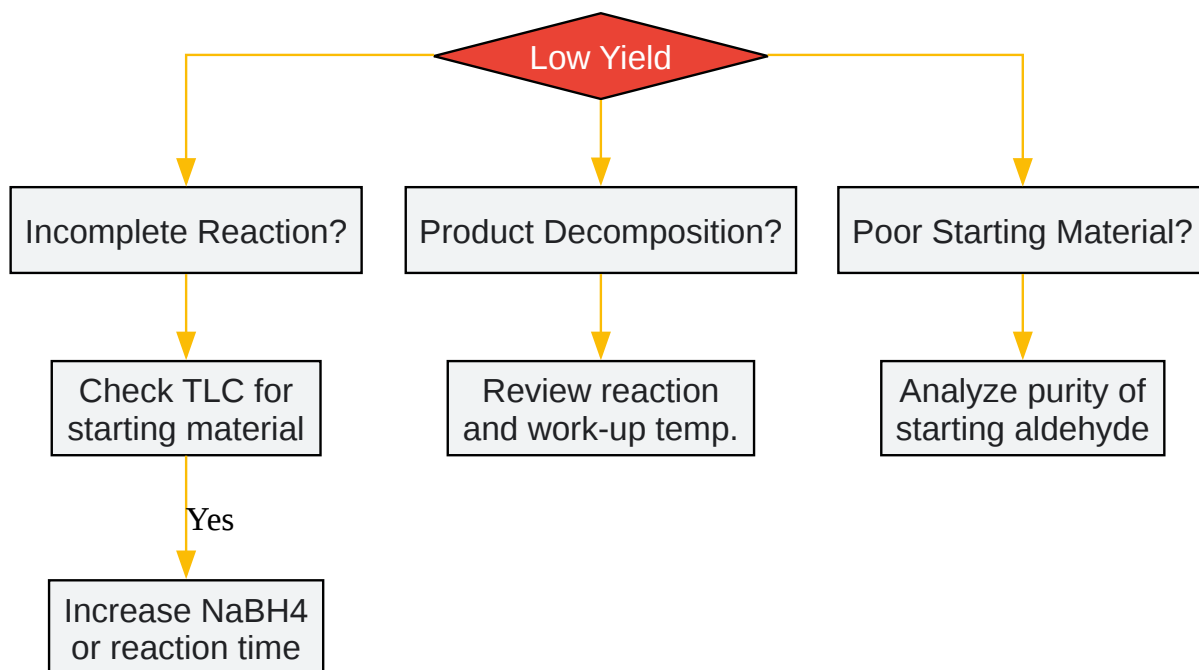 Low Yield
Incomplete Reaction?
Product Decomposition?
Poor Starting Material?
Check TLC for
starting material
Review reaction
and work-up temp.
Analyze purity of
starting aldehyde
Yes
Increase NaBH4
or reaction time